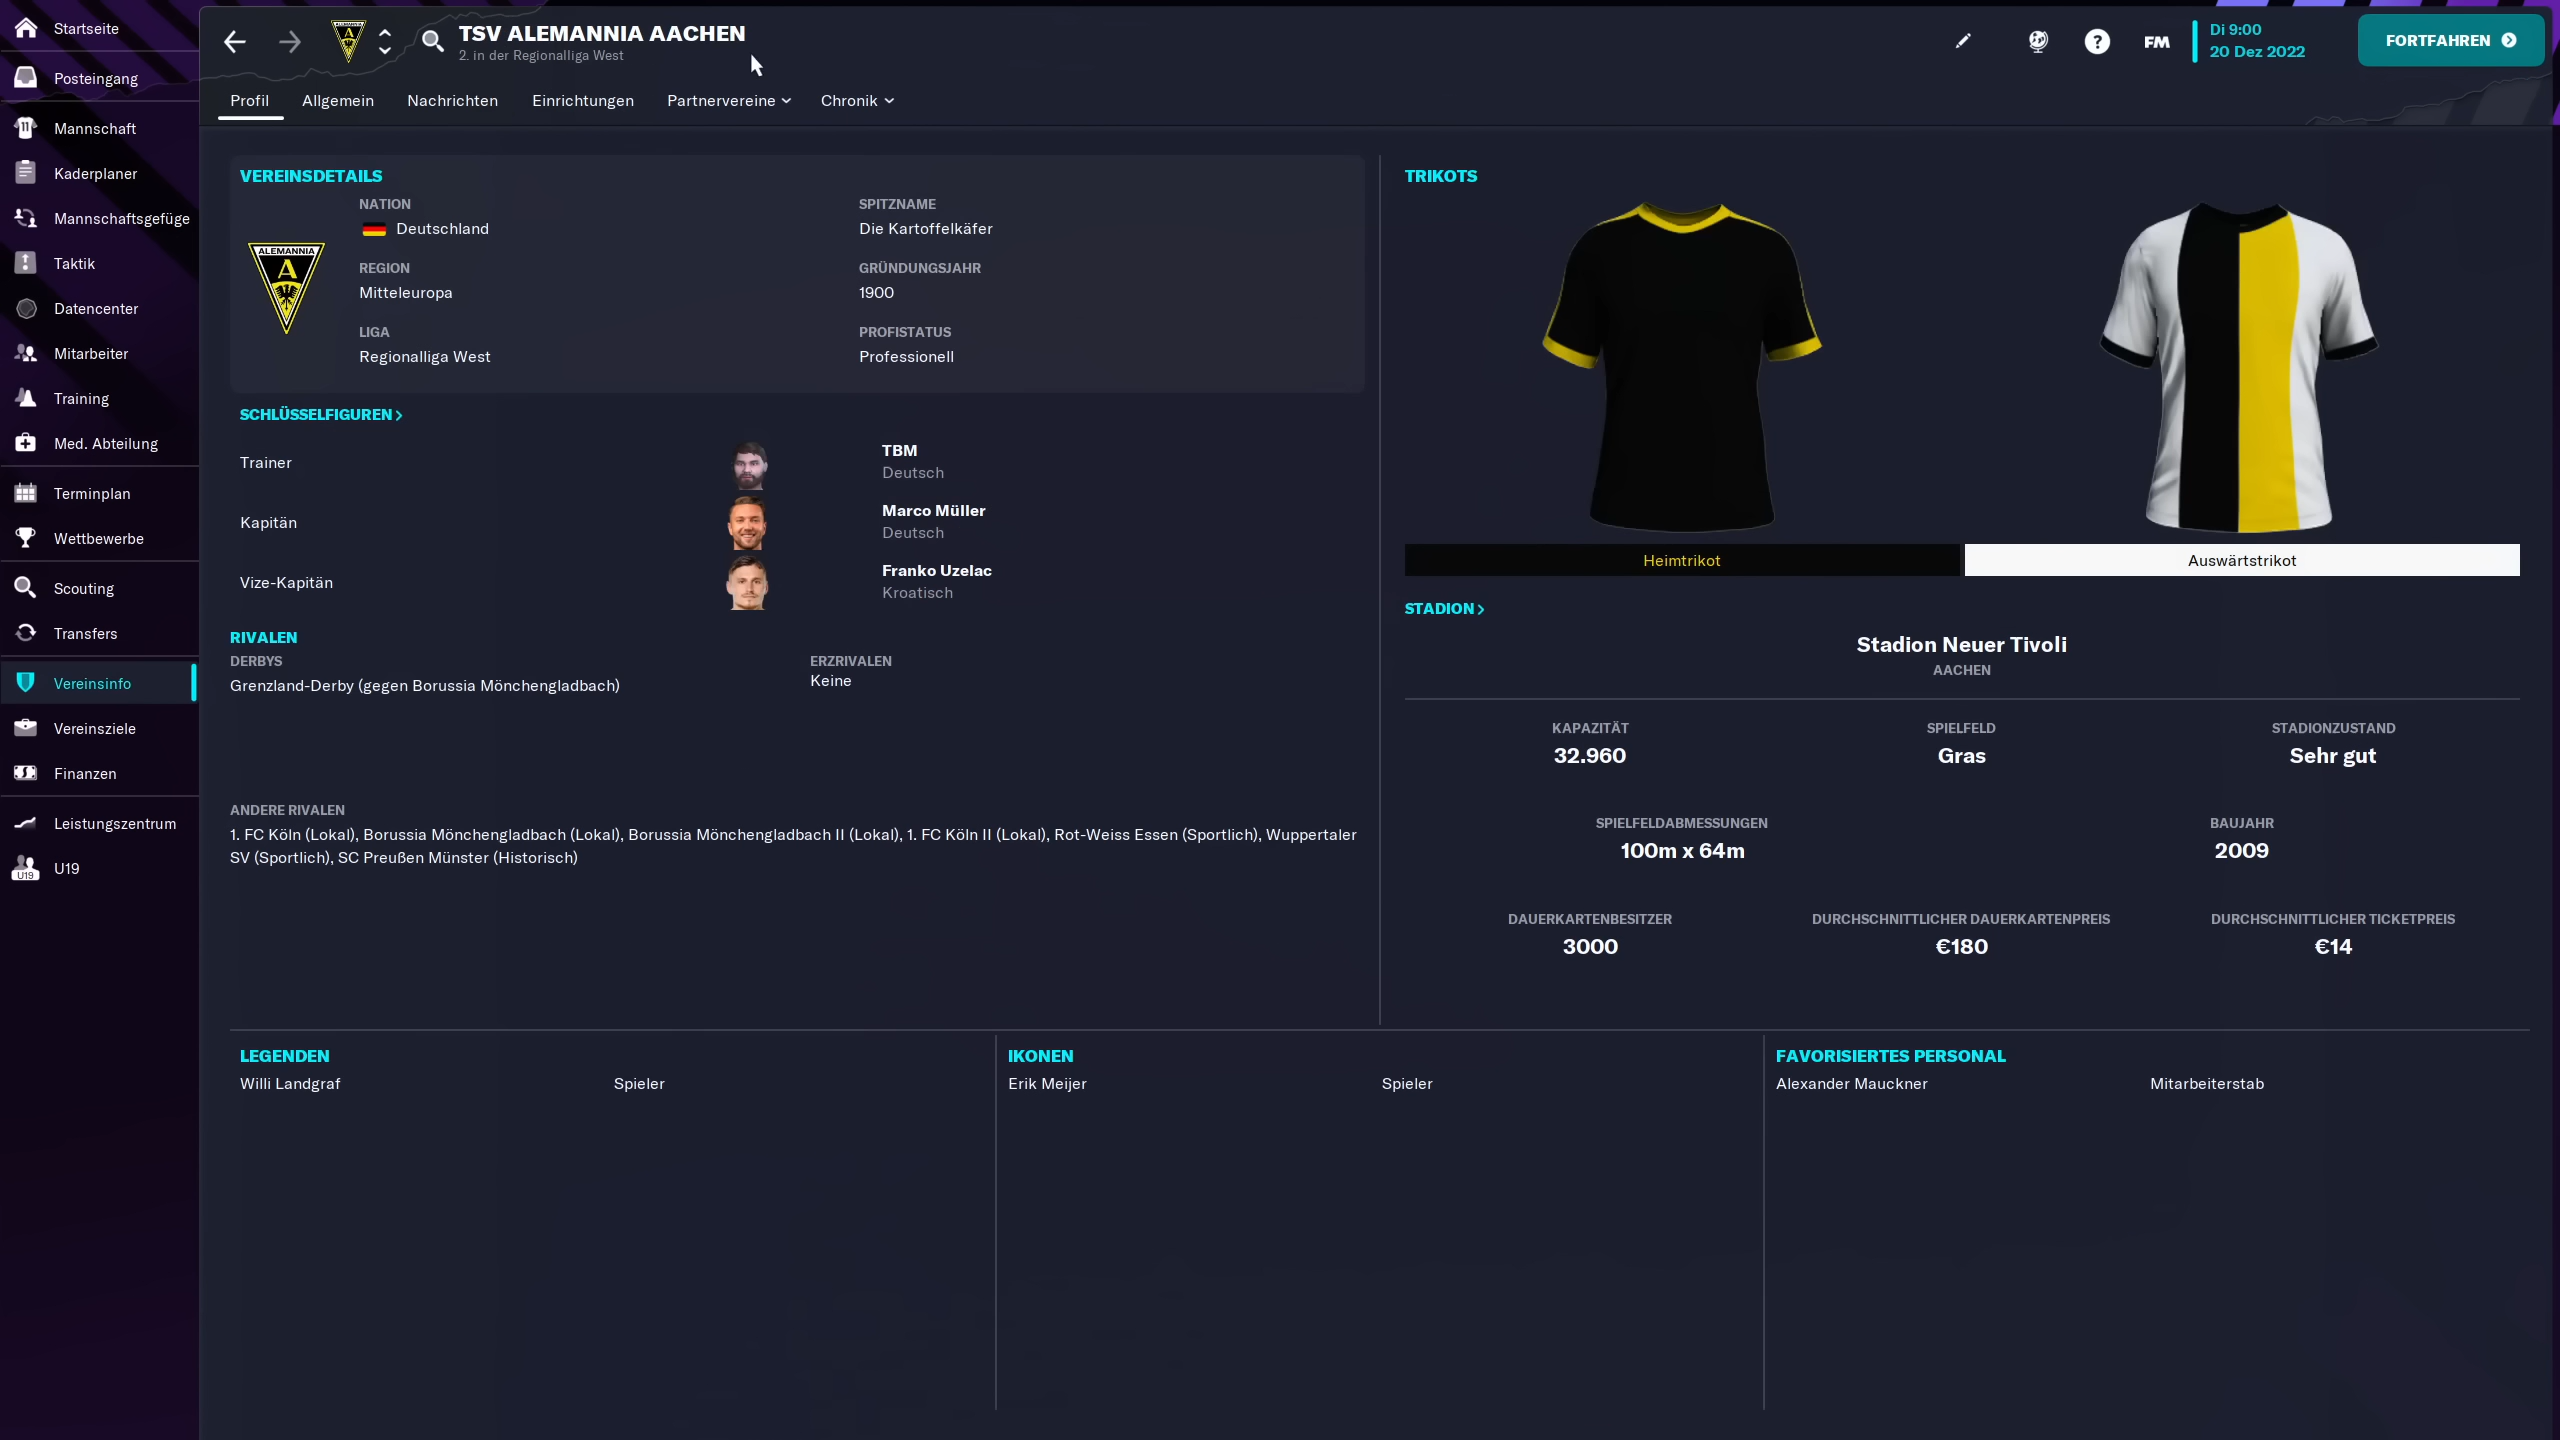 Startseite
Posteingang
Mannschaft
Kaderplaner
Mannschaftsgefüge
Taktik
Datencenter
Mitarbeiter
Training
Med. Abteilung
Terminplan
Wettbewerbe
Scouting
Transfers
Vereinsinfo
Vereinsziele
Finanzen
Leistungszentrum
U19
U19
11
TSV ALEMANNIA AACHEN
2. in der Regionalliga West
FM
Di 9:00
20 Dez 2022
FORTFAHREN
Profil
Allgemein
Nachrichten
Einrichtungen
Partnervereine
Chronik
VEREINSDETAILS
ALEMANNIA
A
NATION
Deutschland
SPITZNAME
Die Kartoffelkäfer
REGION
Mitteleuropa
GRÜNDUNGSJAHR
1900
LIGA
Regionalliga West
PROFISTATUS
Professionell
SCHLÜSSELFIGUREN
Trainer
TBM
Deutsch
Kapitän
Marco Müller
Deutsch
Vize-Kapitän
Franko Uzelac
Kroatisch
RIVALEN
DERBYS
Grenzland-Derby (gegen Borussia Mönchengladbach)
ERZRIVALEN
Keine
ANDERE RIVALEN
1. FC Köln (Lokal), Borussia Mönchengladbach (Lokal), Borussia Mönchengladbach II (Lokal), 1. FC Köln II (Lokal), Rot-Weiss Essen (Sportlich), Wuppertaler
SV (Sportlich), SC Preußen Münster (Historisch)
TRIKOTS
Heimtrikot
Auswärtstrikot
STADION
Stadion Neuer Tivoli
AACHEN
KAPAZITÄT
32.960
SPIELFELD
Gras
STADIONZUSTAND
Sehr gut
SPIELFELDABMESSUNGEN
100m x 64m
BAUJAHR
2009
DAUERKARTENBESITZER
3000
DURCHSCHNITTLICHER DAUERKARTENPREIS
€180
DURCHSCHNITTLICHER TICKETPREIS
€14
LEGENDEN
Willi Landgraf
Spieler
IKONEN
Erik Meijer
Spieler
FAVORISIERTES PERSONAL
Alexander Mauckner
Mitarbeiterstab